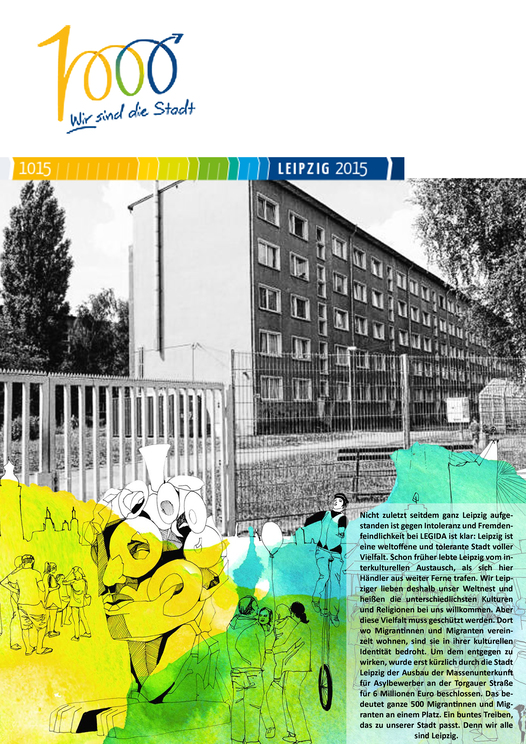 1000
Wir sind die Stadt
1015 LEIPZIG 2015
Nicht zuletzt seitdem ganz Leipzig aufge-
standen ist gegen Intoleranz und Fremden-
feindlichkeit bei LEGIDA ist klar: Leipzig ist
eine weltoffene und tolerante Stadt voller
Vielfalt. Schon früher lebte Leipzig vom in-
terkulturellen Austausch, als sich hier
Händler aus weiter Ferne trafen. Wir Leip-
ziger lieben deshalb unser Weltnest und
heißen die unterschiedlichsten Kulturen
und Religionen bei uns willkommen. Aber
diese Vielfalt muss geschützt werden. Dort
wo Migrantinnen und Migranten verein-
zelt wohnen, sind sie in ihrer kulturellen
Identität bedroht. Um dem entgegen zu
wirken, wurde erst kürzlich durch die Stadt
Leipzig der Ausbau der Massenunterkunft
für Asylbewerber an der Torgauer Straße
für 6 Millionen Euro beschlossen. Das be-
deutet ganze 500 Migrantinnen und Mig-
ranten an einem Platz. Ein buntes Treiben,
das zu unserer Stadt passt. Denn wir alle
sind Leipzig.